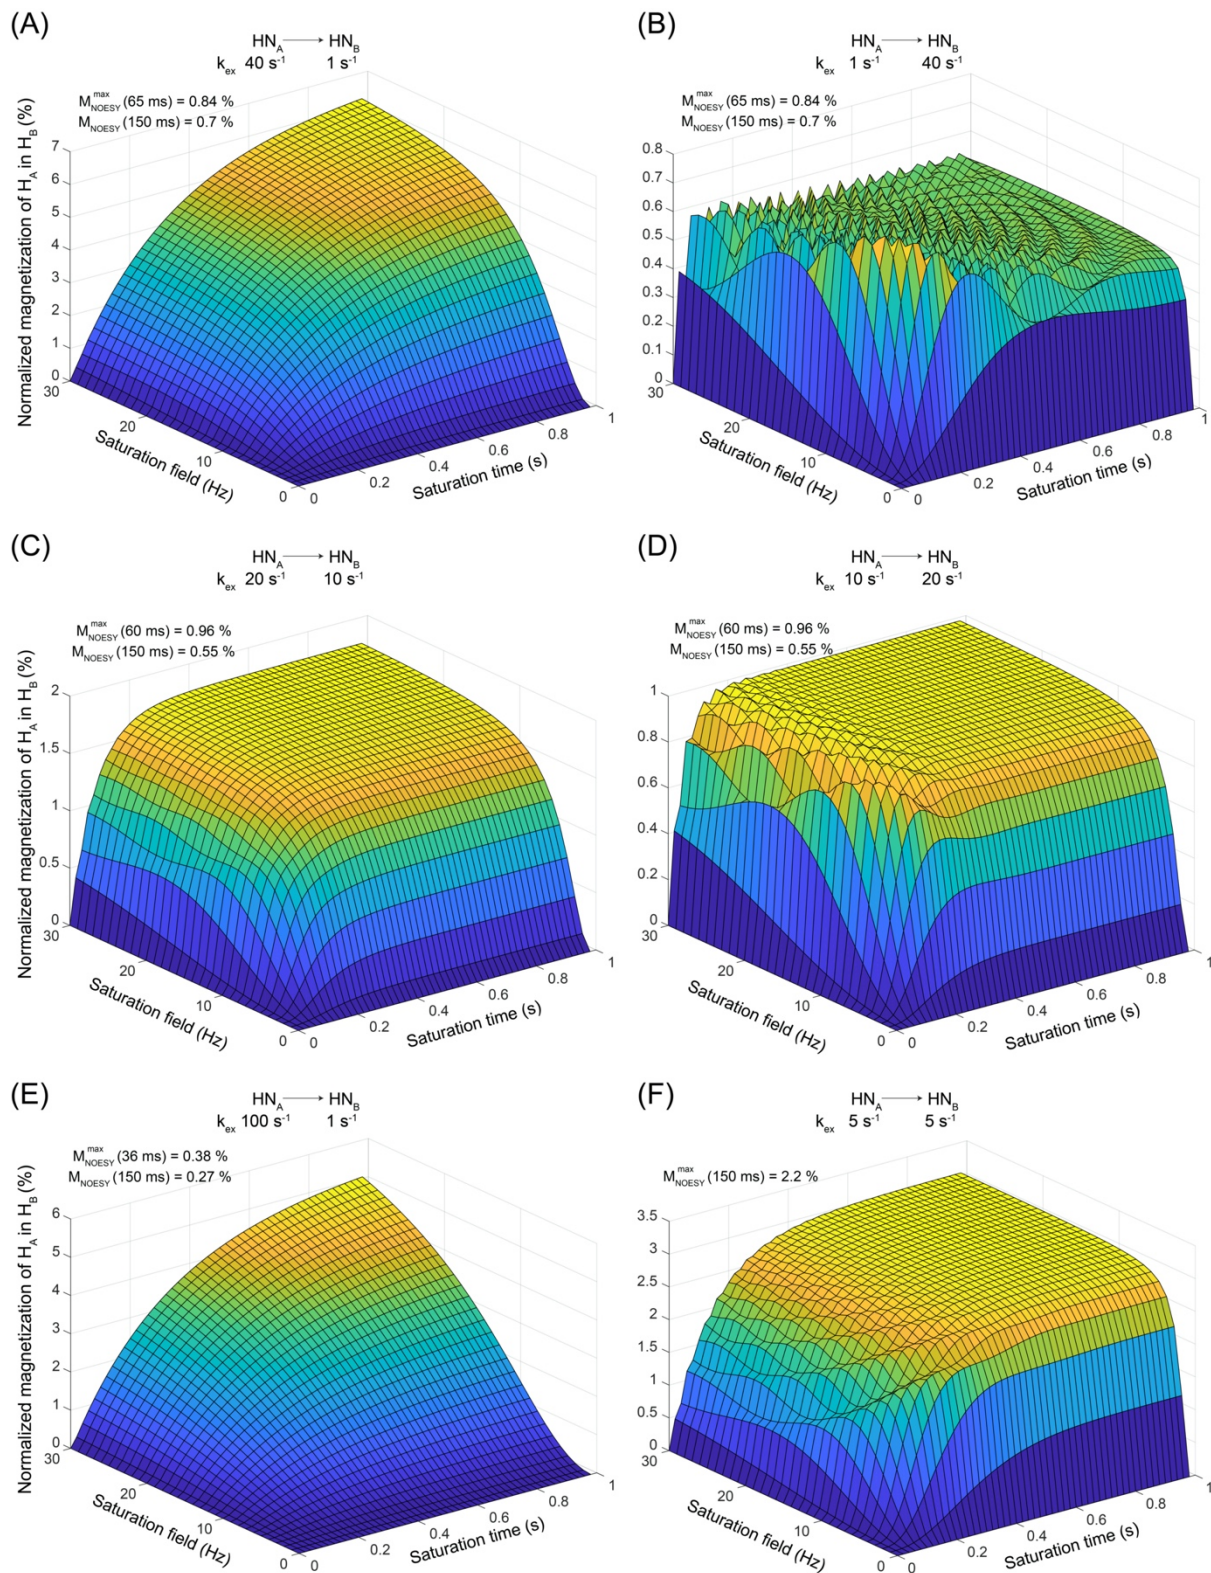 (A)
HN_A ⟶ HN_B
k_ex 40 s⁻¹ 1 s⁻¹
M_NOESY^max (65 ms) = 0.84 %
M_NOESY (150 ms) = 0.7 %
Normalized magnetization of H_A in H_B (%)
7
6
5
4
3
2
1
0
30
20
10
0
Saturation field (Hz)
0
0.2
0.4
0.6
0.8
1
Saturation time (s)
(B)
HN_A ⟶ HN_B
k_ex 1 s⁻¹ 40 s⁻¹
M_NOESY^max (65 ms) = 0.84 %
M_NOESY (150 ms) = 0.7 %
0.8
0.7
0.6
0.5
0.4
0.3
0.2
0.1
0
30
20
10
0
Saturation field (Hz)
0
0.2
0.4
0.6
0.8
1
Saturation time (s)
(C)
HN_A ⟶ HN_B
k_ex 20 s⁻¹ 10 s⁻¹
M_NOESY^max (60 ms) = 0.96 %
M_NOESY (150 ms) = 0.55 %
Normalized magnetization of H_A in H_B (%)
2
1.5
1
0.5
0
30
20
10
0
Saturation field (Hz)
0
0.2
0.4
0.6
0.8
1
Saturation time (s)
(D)
HN_A ⟶ HN_B
k_ex 10 s⁻¹ 20 s⁻¹
M_NOESY^max (60 ms) = 0.96 %
M_NOESY (150 ms) = 0.55 %
1
0.8
0.6
0.4
0.2
0
30
20
10
0
Saturation field (Hz)
0
0.2
0.4
0.6
0.8
1
Saturation time (s)
(E)
HN_A ⟶ HN_B
k_ex 100 s⁻¹ 1 s⁻¹
M_NOESY^max (36 ms) = 0.38 %
M_NOESY (150 ms) = 0.27 %
Normalized magnetization of H_A in H_B (%)
6
5
4
3
2
1
0
30
20
10
0
Saturation field (Hz)
0
0.2
0.4
0.6
0.8
1
Saturation time (s)
(F)
HN_A ⟶ HN_B
k_ex 5 s⁻¹ 5 s⁻¹
M_NOESY^max (150 ms) = 2.2 %
3.5
3
2.5
2
1.5
1
0.5
0
30
20
10
0
Saturation field (Hz)
0
0.2
0.4
0.6
0.8
1
Saturation time (s)